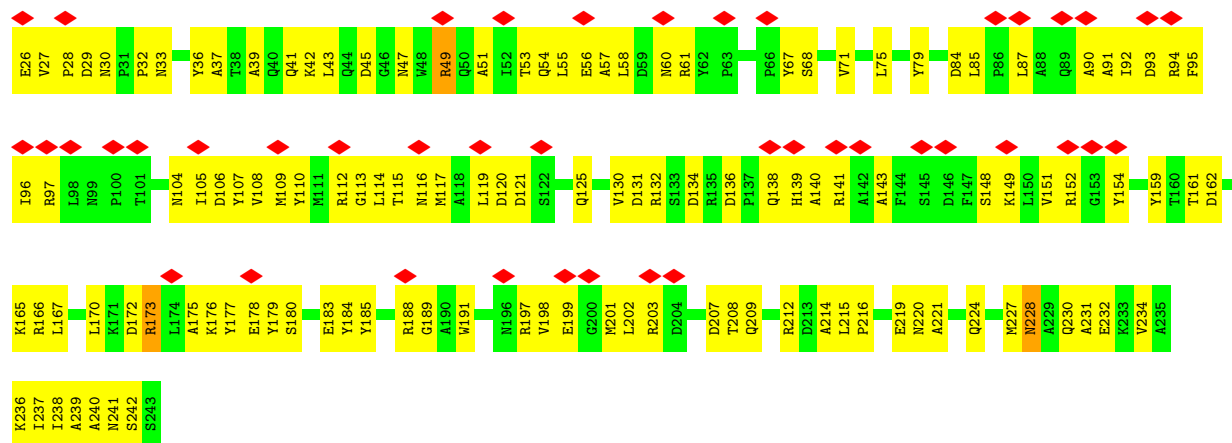 E26 V27 P28 D29 N30 P31 P32 N33 Y36 A37 T38 A39 Q40 Q41 K42 L43 Q44 D45 G46 N47 W48 R49 Q50 A51 I52 T53 Q54 L55 E56 A57 L58 D59 N60 R61 Y62 P63 P66 Y67 S68 V71 L75 Y79 D84 L85 P86 L87 A88 Q89 A90 A91 I92 D93 R94 F95
I96 R97 L98 N99 P100 T101 N104 I105 D106 Y107 V108 M109 Y110 M111 R112 G113 L114 T115 N116 M117 A118 L119 D120 D121 S122 Q125 V130 D131 R132 S133 D134 R135 D136 P137 Q138 H139 A140 R141 A142 A143 F144 S145 D146 F147 S148 K149 L150 V151 R152 G153 Y154 Y159 T160 T161 D162
K165 R166 L167 L170 K171 D172 R173 L174 A175 K176 Y177 E178 Y179 S180 E183 Y184 Y185 R188 G189 A190 W191 N196 R197 V198 E199 G200 M201 L202 R203 D204 D207 T208 Q209 R212 D213 A214 L215 P216 E219 N220 A221 Q224 M227 N228 A229 Q230 A231 E232 K233 V234 A235
K236 I237 I238 A239 A240 N241 S242 S243